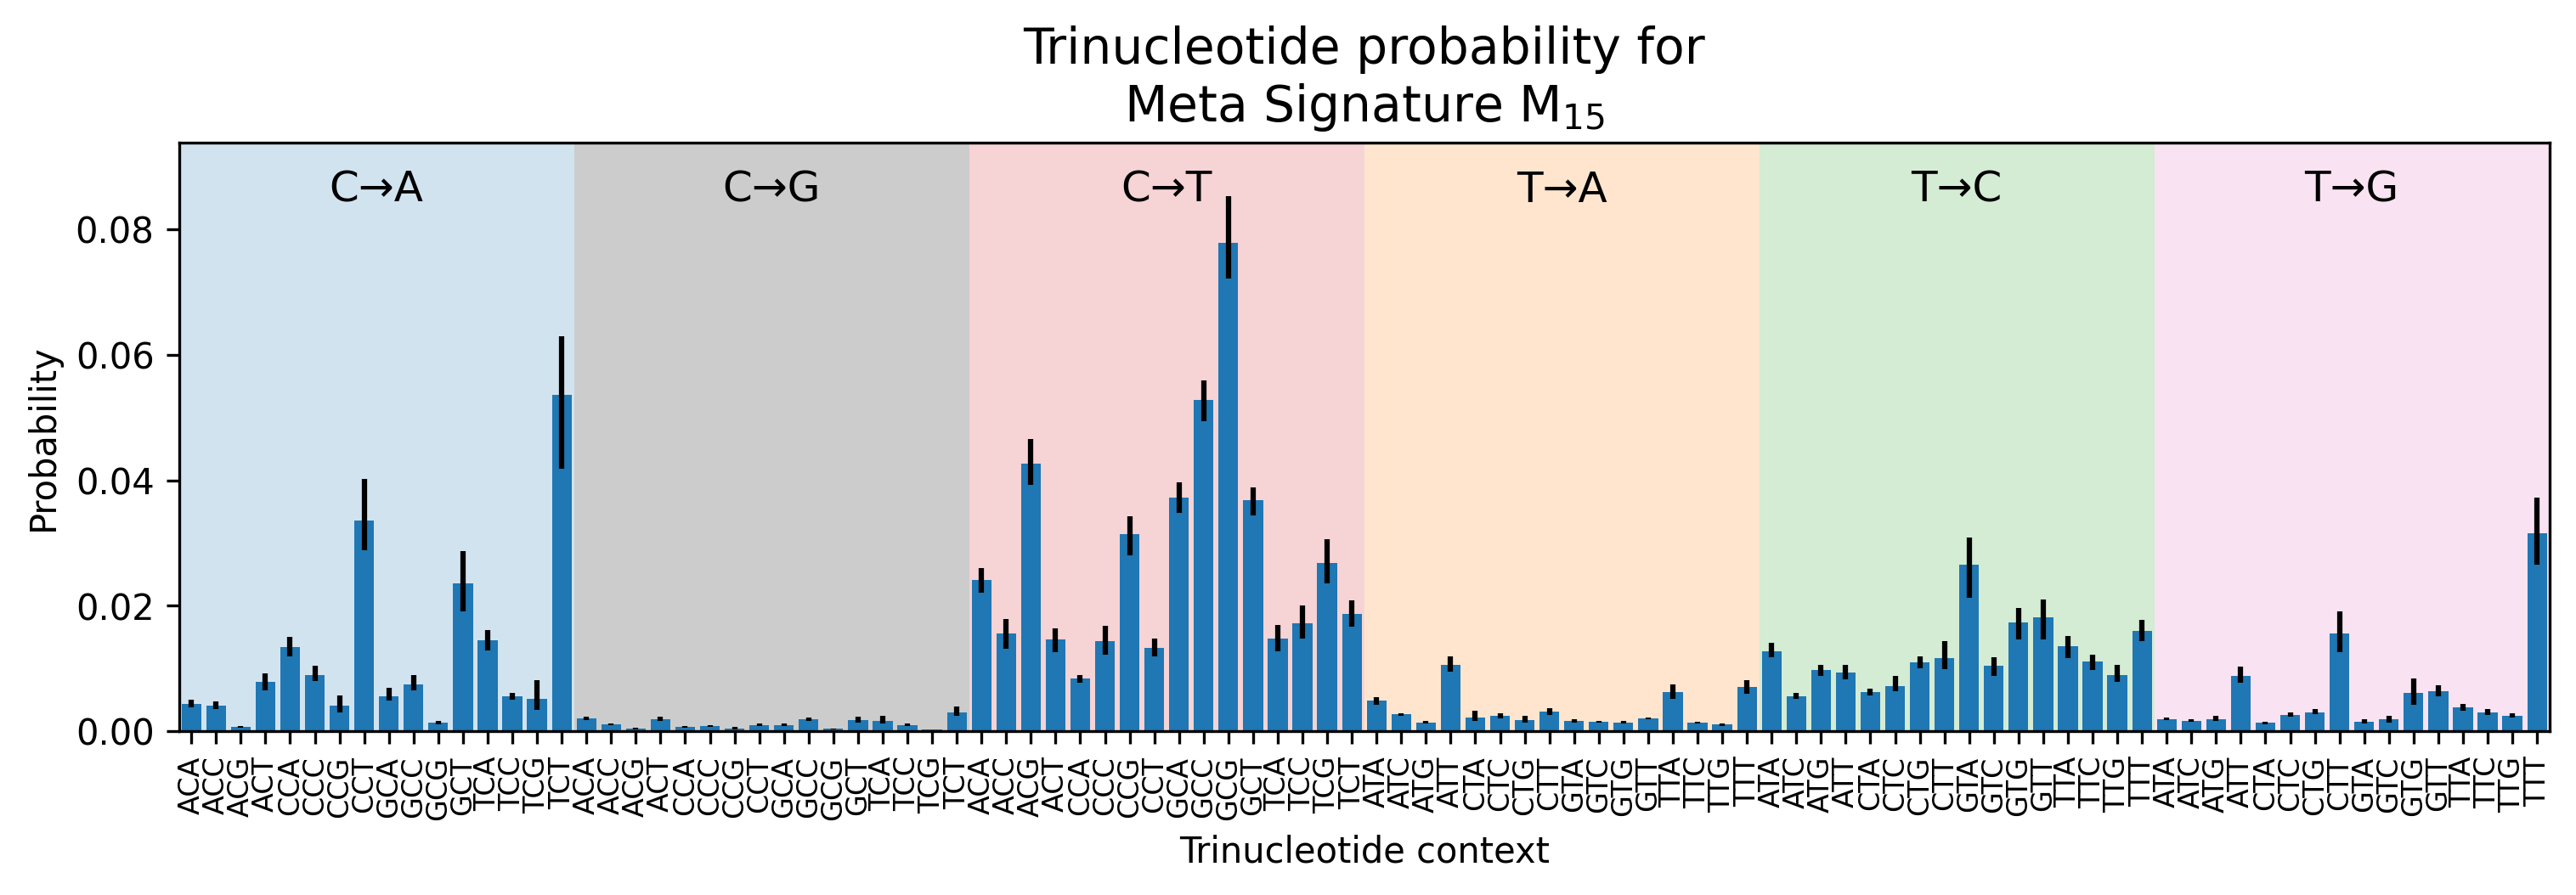 Trinucleotide probability for
Meta Signature M₁₅
C→A C→G C→T T→A T→C T→G
0.08
0.06
0.04
0.02
0.00
Probability
ACA ACC ACG ACT CCA CCC CCG CCT GCA GCC GCG GCT TCA TCC TCG TCT ACA ACC ACG ACT CCA CCC CCG CCT GCA GCC GCG GCT TCA TCC TCG TCT ACA ACC ACG ACT CCA CCC CCG CCT GCA GCC GCG GCT TCA TCC TCG TCT ATA ATC ATG ATT CTA CTC CTG CTT GTA GTC GTG GTT TTA TTC TTG TTT ATA ATC ATG ATT CTA CTC CTG CTT GTA GTC GTG GTT TTA TTC TTG TTT ATA ATC ATG ATT CTA CTC CTG CTT GTA GTC GTG GTT TTA TTC TTG TTT
Trinucleotide context